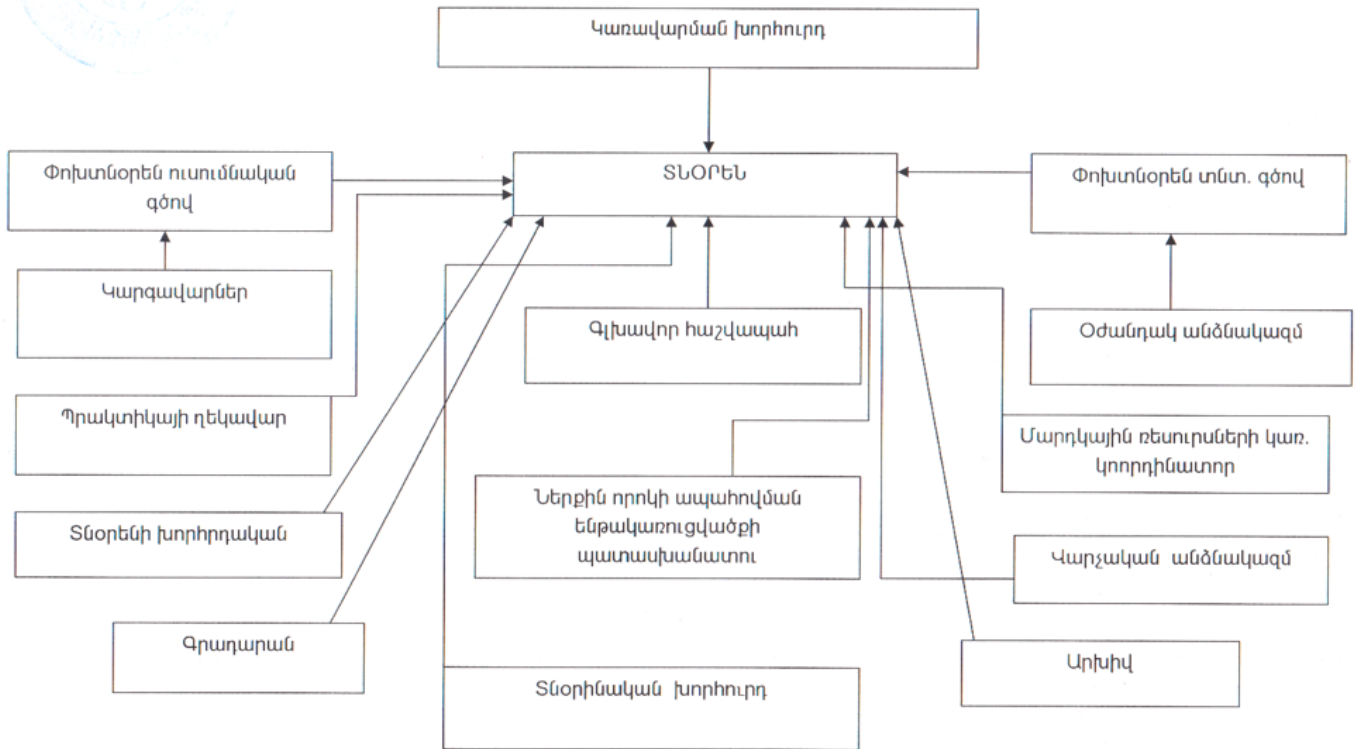 Կառավարման խորհուրդ
Փոխտնօրեն ուսումնական
գծով
ՏՆՕՐԵՆ
Փոխտնօրեն տնտ. գծով
Կարգավարներ
Գլխավոր հաշվապահ
Օժանդակ անձնակազմ
Պրակտիկայի ղեկավար
Մարդկային ռեսուրսների կառ.
կոորդինատոր
Ներքին որոկի ապահովման
ենթակառուցվածքի
պատասխանատու
Տնօրենի խորհրդական
Վարչական անձնակազմ
Գրադարան
Արխիվ
Տնօրինական խորհուրդ